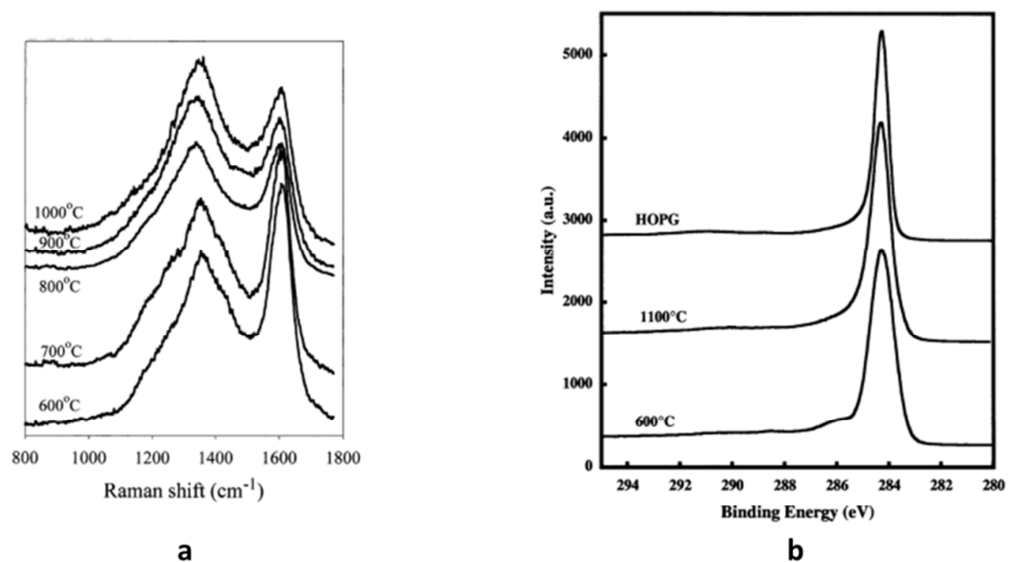 1000°C
900°C
800°C
700°C
600°C
800 1000 1200 1400 1600 1800
Raman shift (cm-1)
a
5000
4000
3000
2000
1000
0
Intensity (a.u.)
HOPG
1100°C
600°C
294 292 290 288 286 284 282 280
Binding Energy (eV)
b